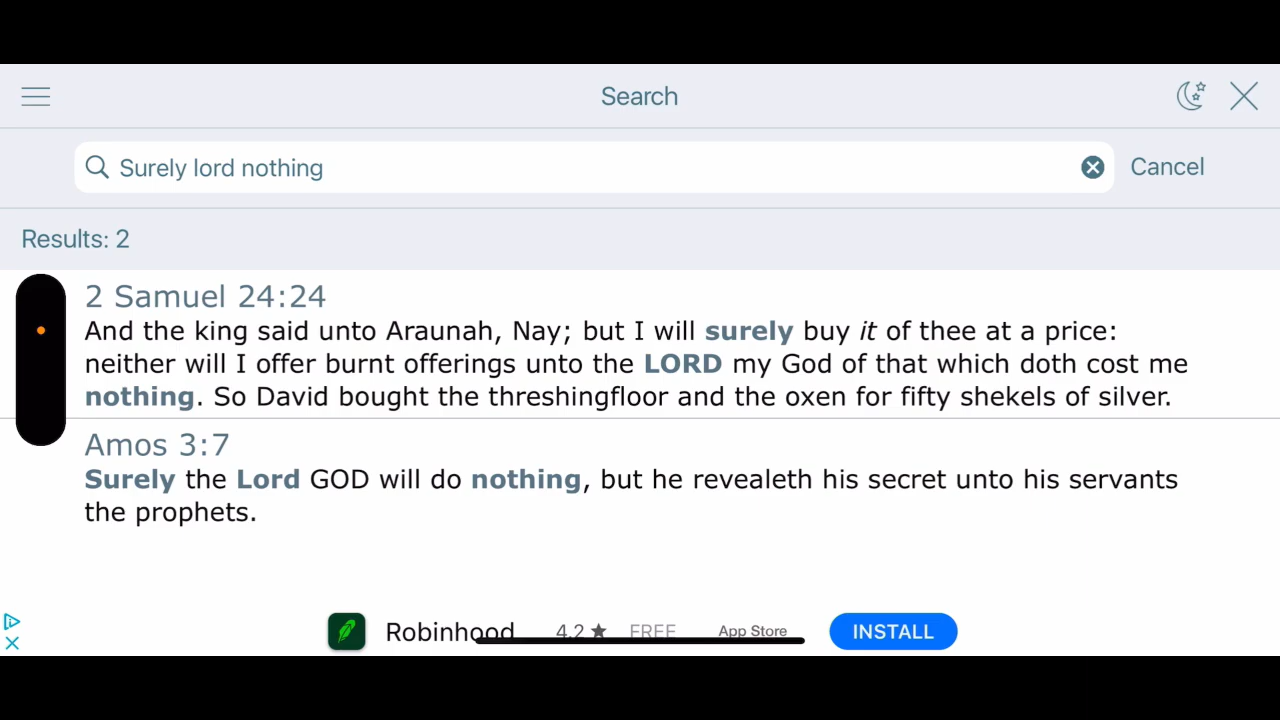 Search
Surely lord nothing
Cancel
Results: 2
2 Samuel 24:24
And the king said unto Araunah, Nay; but I will surely buy it of thee at a price:
neither will I offer burnt offerings unto the LORD my God of that which doth cost me
nothing. So David bought the threshingfloor and the oxen for fifty shekels of silver.
Amos 3:7
Surely the Lord GOD will do nothing, but he revealeth his secret unto his servants
the prophets.
Robinhood 4.2★ FREE App Store INSTALL